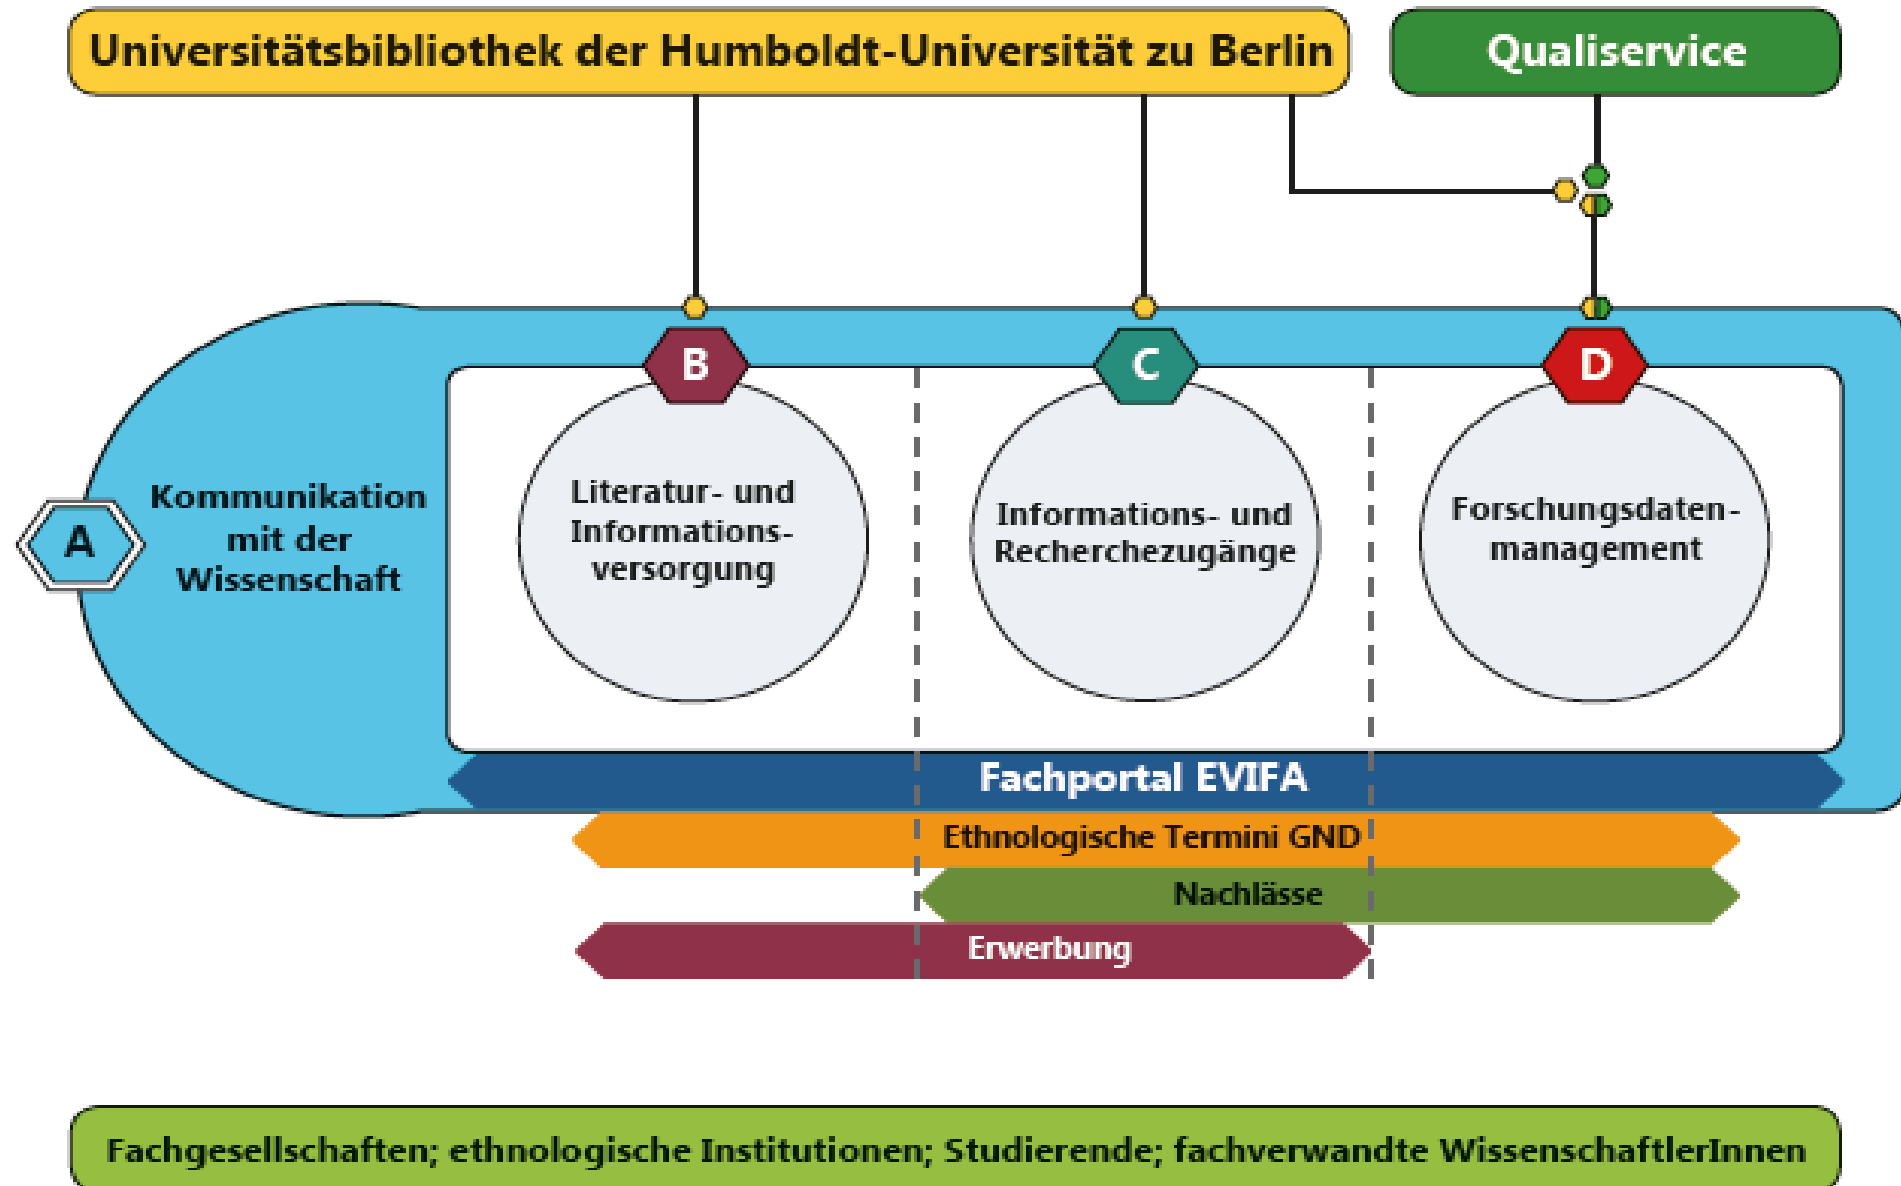 Universitätsbibliothek der Humboldt-Universität zu Berlin
Qualiservice
A
Kommunikation
mit der
Wissenschaft
B
Literatur- und
Informations-
versorgung
C
Informations- und
Recherchezugänge
D
Forschungsdaten-
management
Fachportal EVIFA
Ethnologische Termini GND
Nachlässe
Erwerbung
Fachgesellschaften; ethnologische Institutionen; Studierende; fachverwandte WissenschaftlerInnen